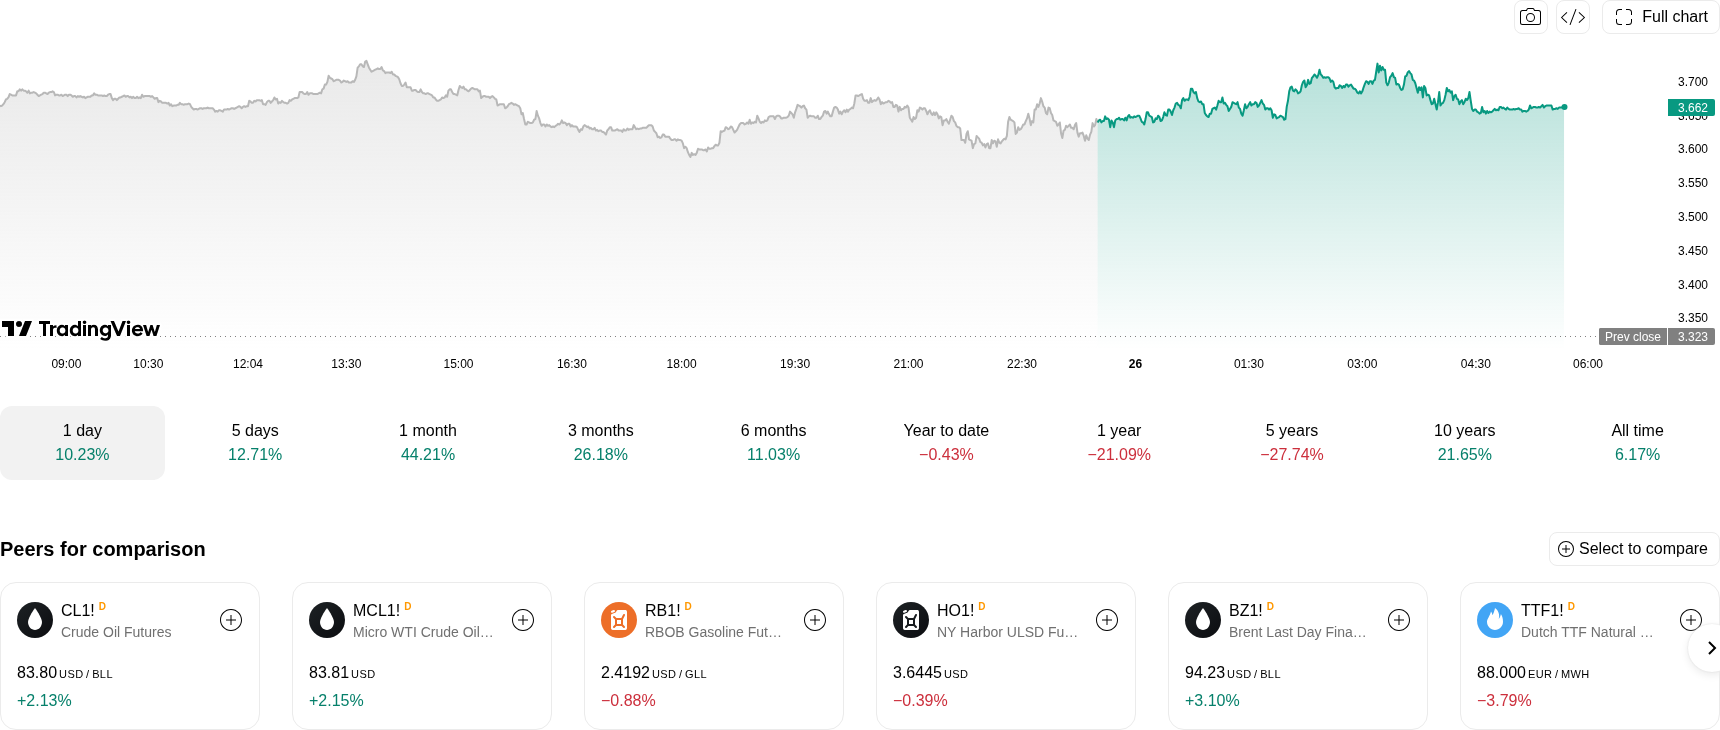 Full chart
3.700
3.662
3.600
3.550
3.500
3.450
3.400
3.350
TradingView
Prev close 3.323
09:00 10:30 12:04 13:30 15:00 16:30 18:00 19:30 21:00 22:30 26 01:30 03:00 04:30 06:00
1 day 5 days 1 month 3 months 6 months Year to date 1 year 5 years 10 years All time
10.23% 12.71% 44.21% 26.18% 11.03% −0.43% −21.09% −27.74% 21.65% 6.17%
Peers for comparison
Select to compare
CL1! D MCL1! D RB1! D HO1! D BZ1! D TTF1! D
Crude Oil Futures Micro WTI Crude Oil… RBOB Gasoline Fut… NY Harbor ULSD Fu… Brent Last Day Fina… Dutch TTF Natural …
83.80 USD / BLL 83.81 USD 2.4192 USD / GLL 3.6445 USD 94.23 USD / BLL 88.000 EUR / MWH
+2.13% +2.15% −0.88% −0.39% +3.10% −3.79%